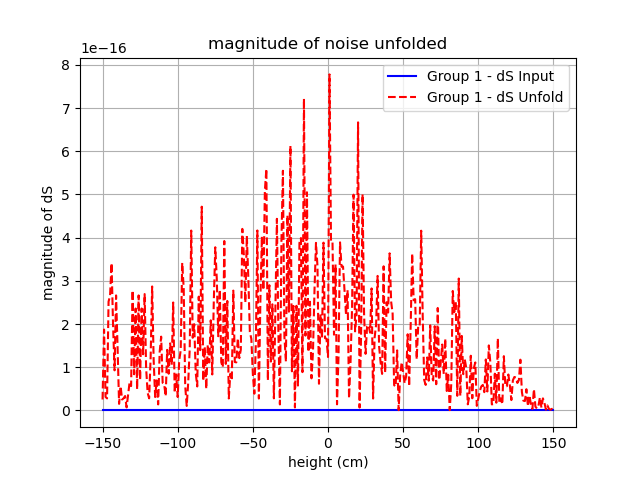 magnitude of noise unfolded
1e−16
Group 1 - dS Input
Group 1 - dS Unfold
magnitude of dS
8
7
6
5
4
3
2
1
0
−150
−100
−50
0
50
100
150
height (cm)